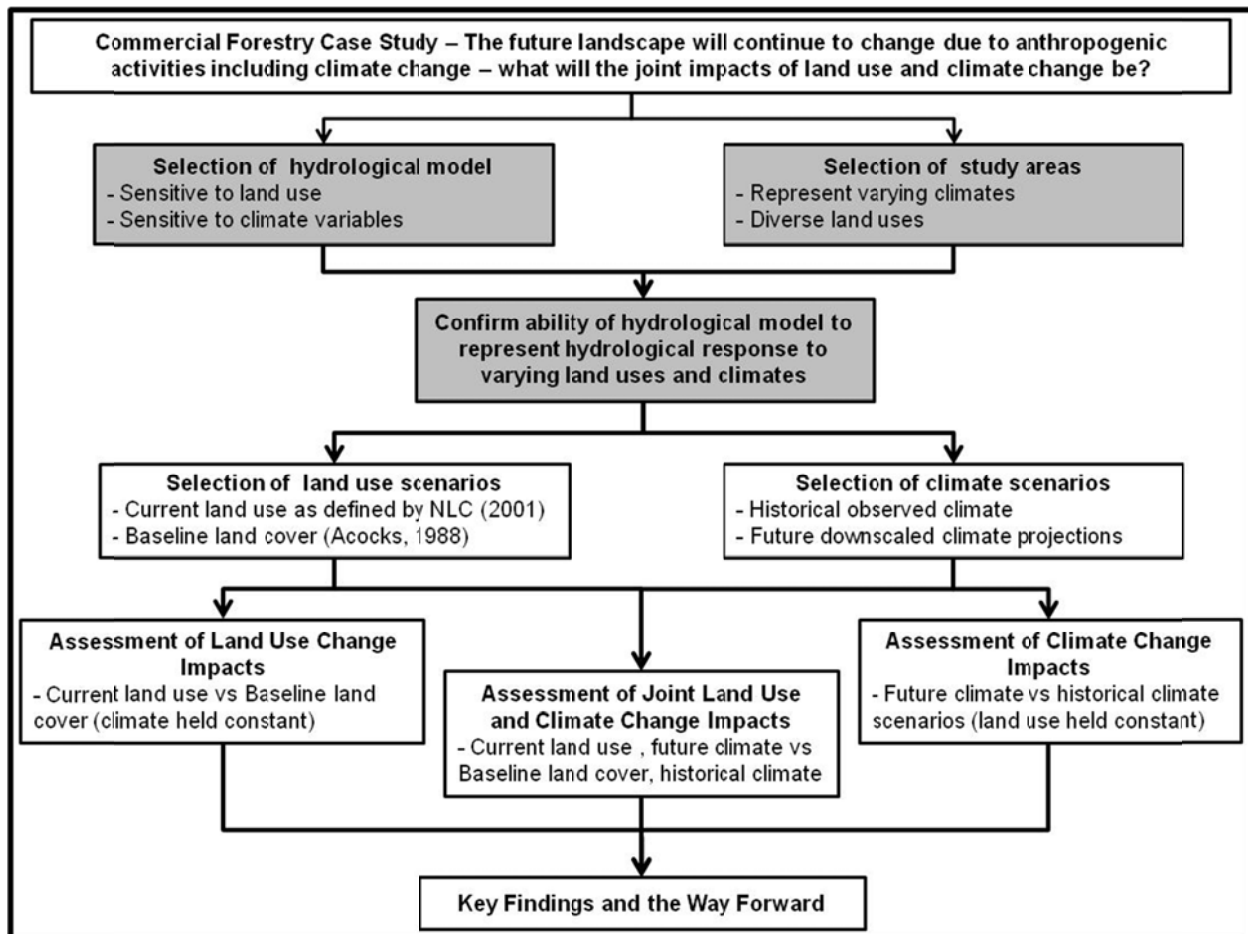 Commercial Forestry Case Study – The future landscape will continue to change due to anthropogenic
activities including climate change – what will the joint impacts of land use and climate change be?
Selection of hydrological model
- Sensitive to land use
- Sensitive to climate variables
Selection of study areas
- Represent varying climates
- Diverse land uses
Confirm ability of hydrological model to
represent hydrological response to
varying land uses and climates
Selection of land use scenarios
- Current land use as defined by NLC (2001)
- Baseline land cover (Acocks, 1988)
Selection of climate scenarios
- Historical observed climate
- Future downscaled climate projections
Assessment of Land Use Change
Impacts
- Current land use vs Baseline land
cover (climate held constant)
Assessment of Joint Land Use
and Climate Change Impacts
- Current land use , future climate vs
Baseline land cover, historical climate
Assessment of Climate Change
Impacts
- Future climate vs historical climate
scenarios (land use held constant)
Key Findings and the Way Forward